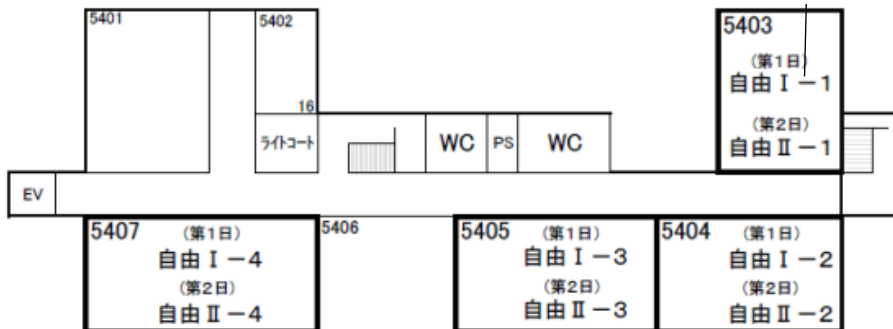 5401
5402
16
ライトコート
WC
PS
WC
5403
(第1日)
自由Ⅰ－1
(第2日)
自由Ⅱ－1
EV
5407
(第1日)
自由Ⅰ－4
(第2日)
自由Ⅱ－4
5406
5405
(第1日)
自由Ⅰ－3
(第2日)
自由Ⅱ－3
5404
(第1日)
自由Ⅰ－2
(第2日)
自由Ⅱ－2